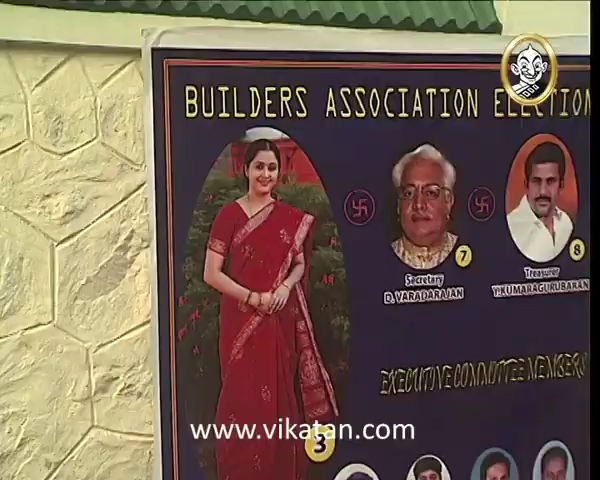 BUILDERS ASSOCIATION ELECTION
7
8
Secretary
D. VARADARAJAN
Treasurer
Y.KUMARAGURUBARAN
EXECUTIVE COMMITTEE MEMBERS
www.vikatan.com
3